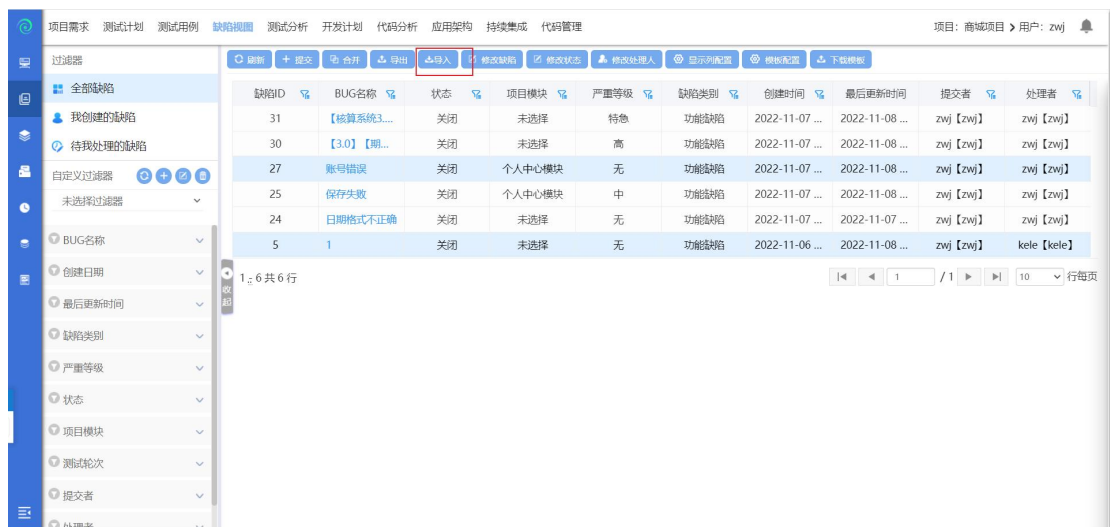 项目需求 测试计划 测试用例 缺陷视图 测试分析 开发计划 代码分析 应用架构 持续集成 代码管理 项目：商城项目 用户：zwj
过滤器
全部缺陷
我创建的缺陷
待我处理的缺陷
自定义过滤器
未选择过滤器
BUG名称
创建日期
最后更新时间
缺陷类别
严重等级
状态
项目模块
测试轮次
提交者
处理者
收起
刷新 提交 合并 导出 导入 修改缺陷 修改状态 修改处理人 显示列配置 模板配置 下载模板
缺陷ID BUG名称 状态 项目模块 严重等级 缺陷类别 创建时间 最后更新时间 提交者 处理者
31 【核算系统3.... 关闭 未选择 特急 功能缺陷 2022-11-07 ... 2022-11-08 ... zwj【zwj】 zwj【zwj】
30 【3.0】【期... 关闭 未选择 高 功能缺陷 2022-11-07 ... 2022-11-08 ... zwj【zwj】 zwj【zwj】
27 账号错误 关闭 个人中心模块 无 功能缺陷 2022-11-07 ... 2022-11-08 ... zwj【zwj】 zwj【zwj】
25 保存失败 关闭 个人中心模块 中 功能缺陷 2022-11-07 ... 2022-11-07 ... zwj【zwj】 zwj【zwj】
24 日期格式不正确 关闭 未选择 无 功能缺陷 2022-11-07 ... 2022-11-07 ... zwj【zwj】 zwj【zwj】
5 1 关闭 未选择 无 功能缺陷 2022-11-06 ... 2022-11-08 ... zwj【zwj】 kele【kele】
1 - 6 共 6 行 1 / 1 10 行每页